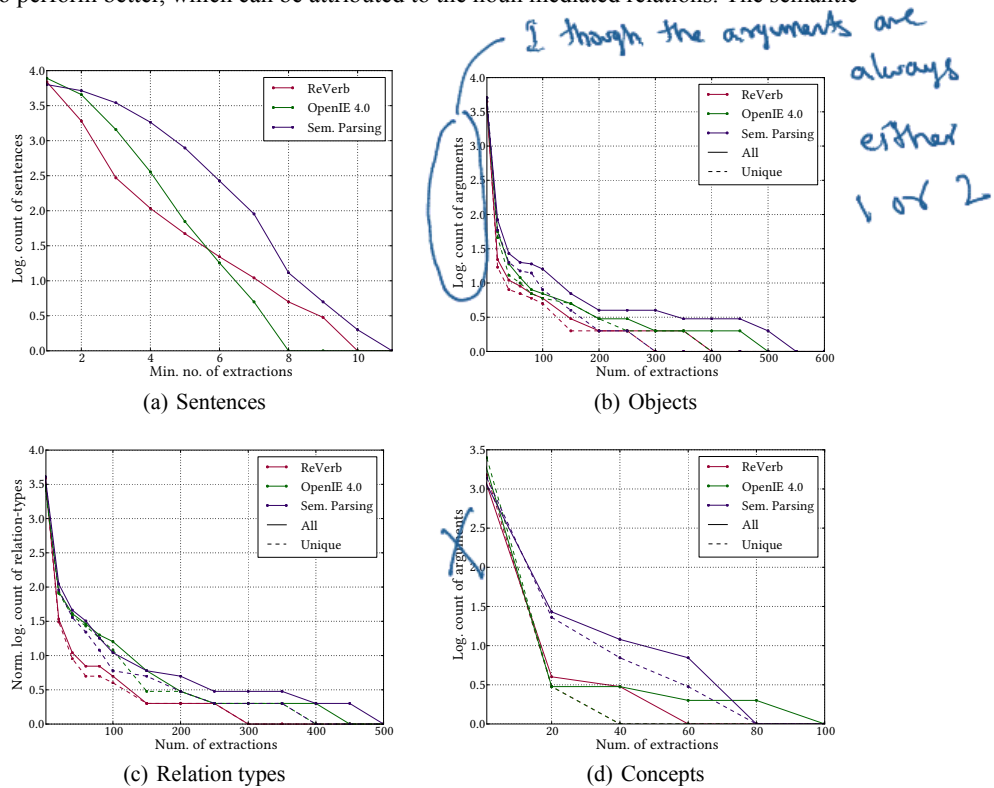 to perform better, which can be attributed to the noun mediated relations. The semantic
I though the arguments are
always
either
1 or 2
4.0
3.5
3.0
2.5
2.0
1.5
1.0
0.5
0.0
Log. count of sentences
ReVerb
OpenIE 4.0
Sem. Parsing
2 4 6 8 10
Min. no. of extractions
(a) Sentences
4.0
3.5
3.0
2.5
2.0
1.5
1.0
0.5
0.0
Log. count of arguments
ReVerb
OpenIE 4.0
Sem. Parsing
All
Unique
100 200 300 400 500 600
Num. of extractions
(b) Objects
4.0
3.5
3.0
2.5
2.0
1.5
1.0
0.5
0.0
Norm. log. count of relation-types
ReVerb
OpenIE 4.0
Sem. Parsing
All
Unique
100 200 300 400 500
Num. of extractions
(c) Relation types
3.5
3.0
2.5
2.0
1.5
1.0
0.5
0.0
Log. count of arguments
ReVerb
OpenIE 4.0
Sem. Parsing
All
Unique
20 40 60 80 100
Num. of extractions
(d) Concepts